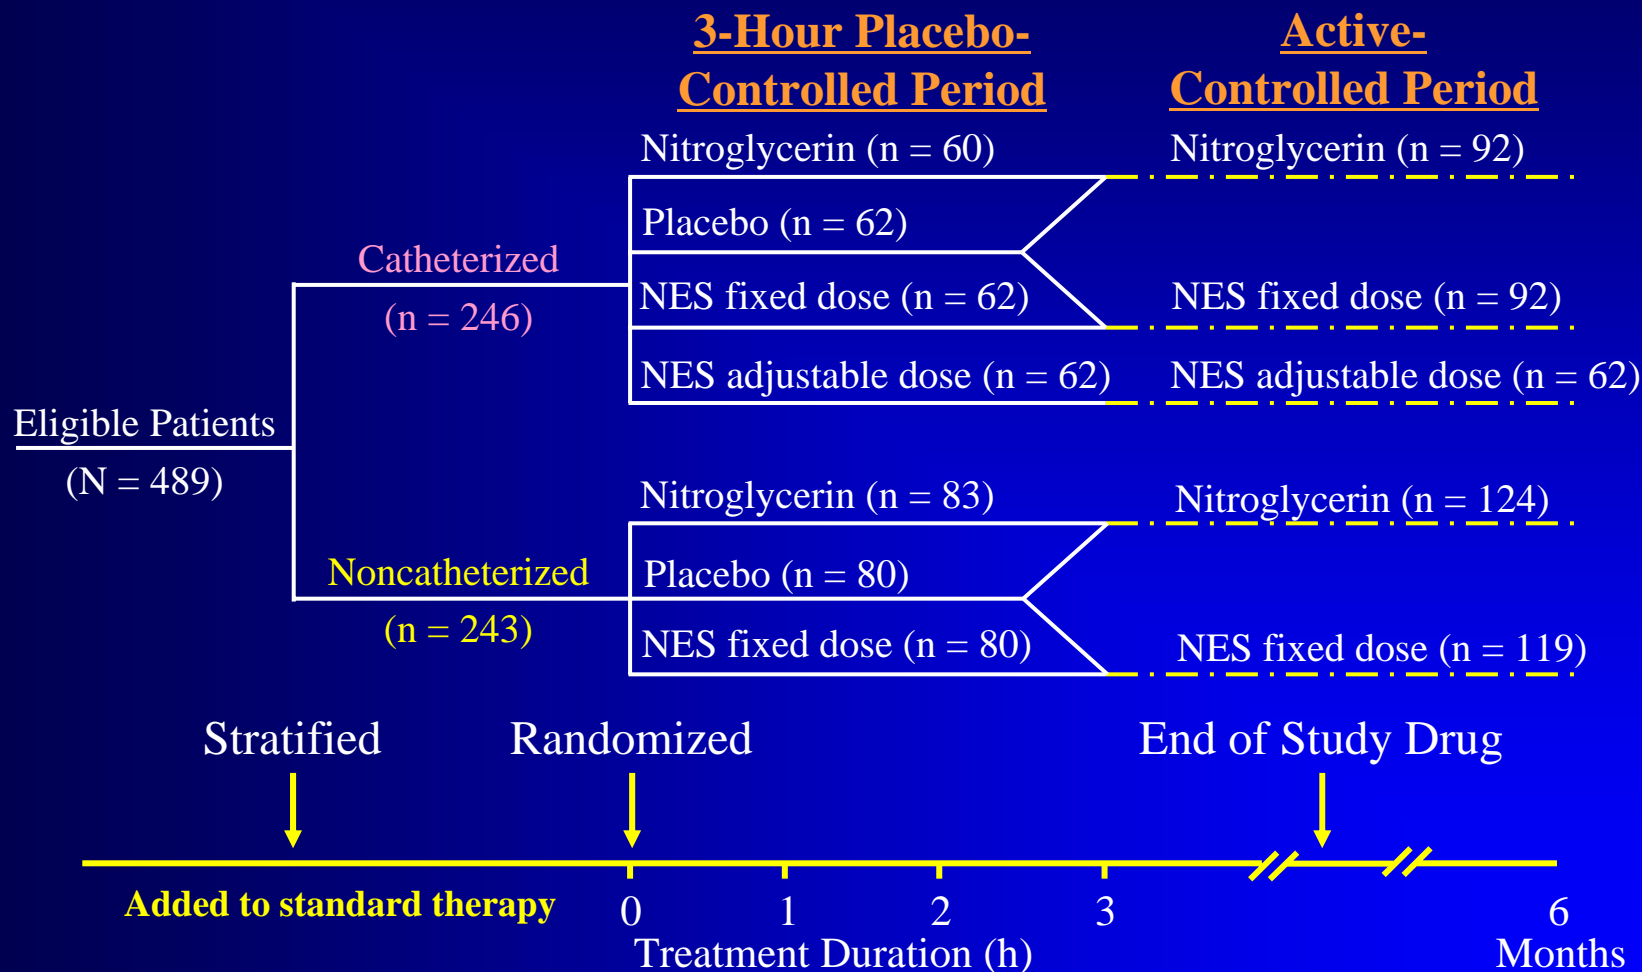 3-Hour Placebo-
Controlled Period
Active-
Controlled Period
Nitroglycerin (n = 60)
Nitroglycerin (n = 92)
Placebo (n = 62)
Catheterized
(n = 246)
NES fixed dose (n = 62)
NES fixed dose (n = 92)
NES adjustable dose (n = 62)
NES adjustable dose (n = 62)
Eligible Patients
(N = 489)
Nitroglycerin (n = 83)
Nitroglycerin (n = 124)
Noncatheterized
(n = 243)
Placebo (n = 80)
NES fixed dose (n = 80)
NES fixed dose (n = 119)
Stratified
Randomized
End of Study Drug
Added to standard therapy
0 1 2 3 6
Treatment Duration (h)
Months